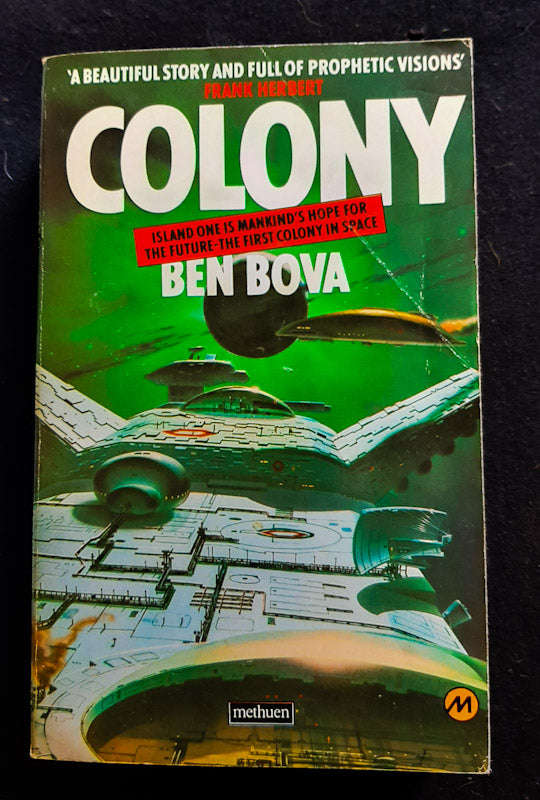 'A BEAUTIFUL STORY AND FULL OF PROPHETIC VISIONS'
FRANK HERBERT
COLONY
ISLAND ONE IS MANKIND'S HOPE FOR
THE FUTURE-THE FIRST COLONY IN SPACE
BEN BOVA
methuen
M